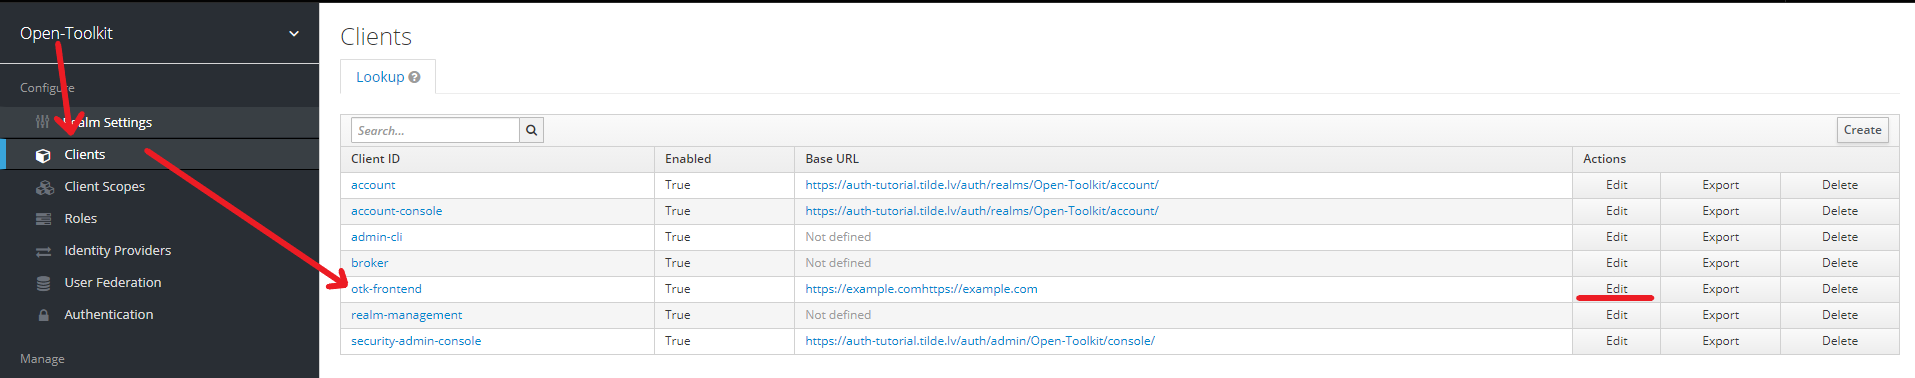 Open-Toolkit
Configure
Realm Settings
Clients
Client Scopes
Roles
Identity Providers
User Federation
Authentication
Manage
Clients
Lookup
Search...
Create
Client ID Enabled Base URL Actions
account True https://auth-tutorial.tilde.lv/auth/realms/Open-Toolkit/account/ Edit Export Delete
account-console True https://auth-tutorial.tilde.lv/auth/realms/Open-Toolkit/account/ Edit Export Delete
admin-cli True Not defined Edit Export Delete
broker True Not defined Edit Export Delete
otk-frontend True https://example.comhttps://example.com Edit Export Delete
realm-management True Not defined Edit Export Delete
security-admin-console True https://auth-tutorial.tilde.lv/auth/admin/Open-Toolkit/console/ Edit Export Delete